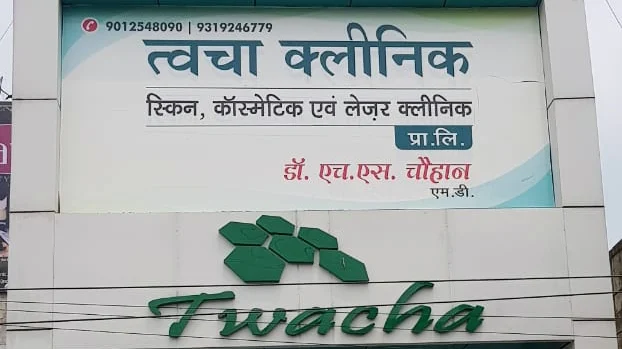 9012548090 | 9319246779
त्वचा क्लीनिक
स्किन, कॉस्मेटिक एवं लेज़र क्लीनिक
प्रा.लि.
डॉ. एच.एस. चौहान
एम.डी.
Twacha